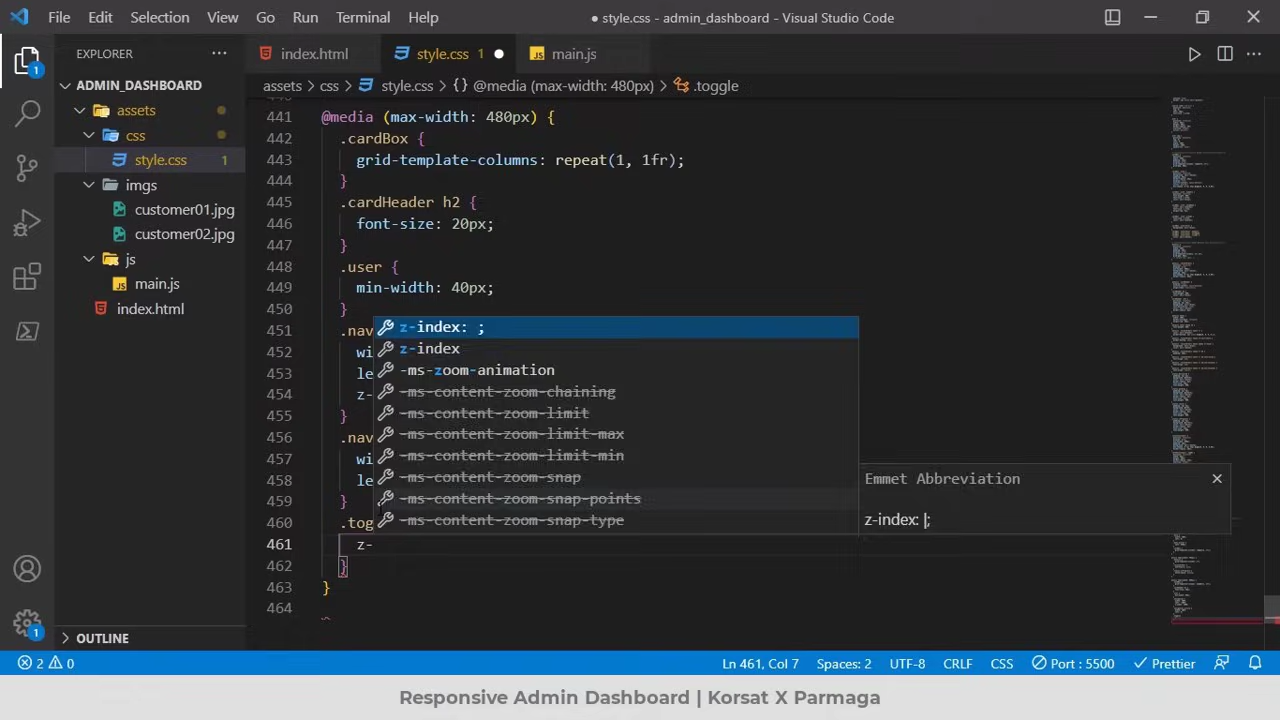 File Edit Selection View Go Run Terminal Help
● style.css - admin_dashboard - Visual Studio Code
EXPLORER ···
index.html
style.css 1 ●
main.js
ADMIN_DASHBOARD
assets
css
style.css 1
imgs
customer01.jpg
customer02.jpg
js
main.js
index.html
OUTLINE
1
1
assets > css > style.css > {} @media (max-width: 480px) > .toggle
441 @media (max-width: 480px) {
442 .cardBox {
443 grid-template-columns: repeat(1, 1fr);
444 }
445 .cardHeader h2 {
446 font-size: 20px;
447 }
448 .user {
449 min-width: 40px;
450 }
451 .nav
452 wi
453 le
454 z-
455 }
456 .nav
457 wi
458 le
459 }
460 .tog
461 z-
462 }
463 }
464
z-index: ;
z-index
-ms-zoom-animation
-ms-content-zoom-chaining
-ms-content-zoom-limit
-ms-content-zoom-limit-max
-ms-content-zoom-limit-min
-ms-content-zoom-snap
-ms-content-zoom-snap-points
-ms-content-zoom-snap-type
Emmet Abbreviation
z-index: |;
2 0 Ln 461, Col 7 Spaces: 2 UTF-8 CRLF CSS Port : 5500 Prettier
Responsive Admin Dashboard | Korsat X Parmaga